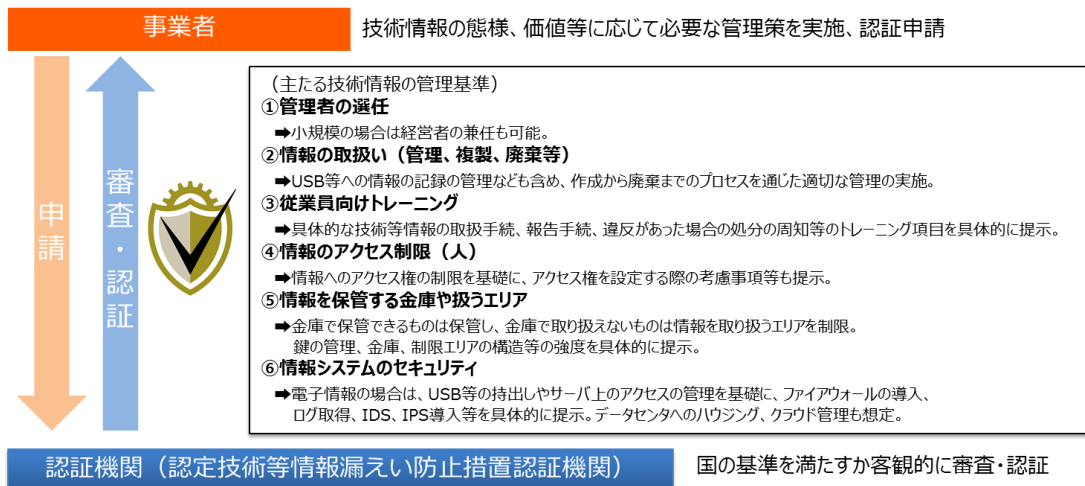 事業者
技術情報の態様、価値等に応じて必要な管理策を実施、認証申請
申請
審査・認証
（主たる技術情報の管理基準）
①管理者の選任
➡小規模の場合は経営者の兼任も可能。
②情報の取扱い（管理、複製、廃棄等）
➡USB等への情報の記録の管理なども含め、作成から廃棄までのプロセスを通じた適切な管理の実施。
③従業員向けトレーニング
➡具体的な技術等情報の取扱手続、報告手続、違反があった場合の処分の周知等のトレーニング項目を具体的に提示。
④情報のアクセス制限（人）
➡情報へのアクセス権の制限を基礎に、アクセス権を設定する際の考慮事項等も提示。
⑤情報を保管する金庫や扱うエリア
➡金庫で保管できるものは保管し、金庫で取り扱えないものは情報を取り扱うエリアを制限。
鍵の管理、金庫、制限エリアの構造等の強度を具体的に提示。
⑥情報システムのセキュリティ
➡電子情報の場合は、USB等の持出しやサーバ上のアクセスの管理を基礎に、ファイアウォールの導入、
ログ取得、IDS、IPS導入等を具体的に提示。データセンタへのハウジング、クラウド管理も想定。
認証機関（認定技術等情報漏えい防止措置認証機関）
国の基準を満たすか客観的に審査・認証